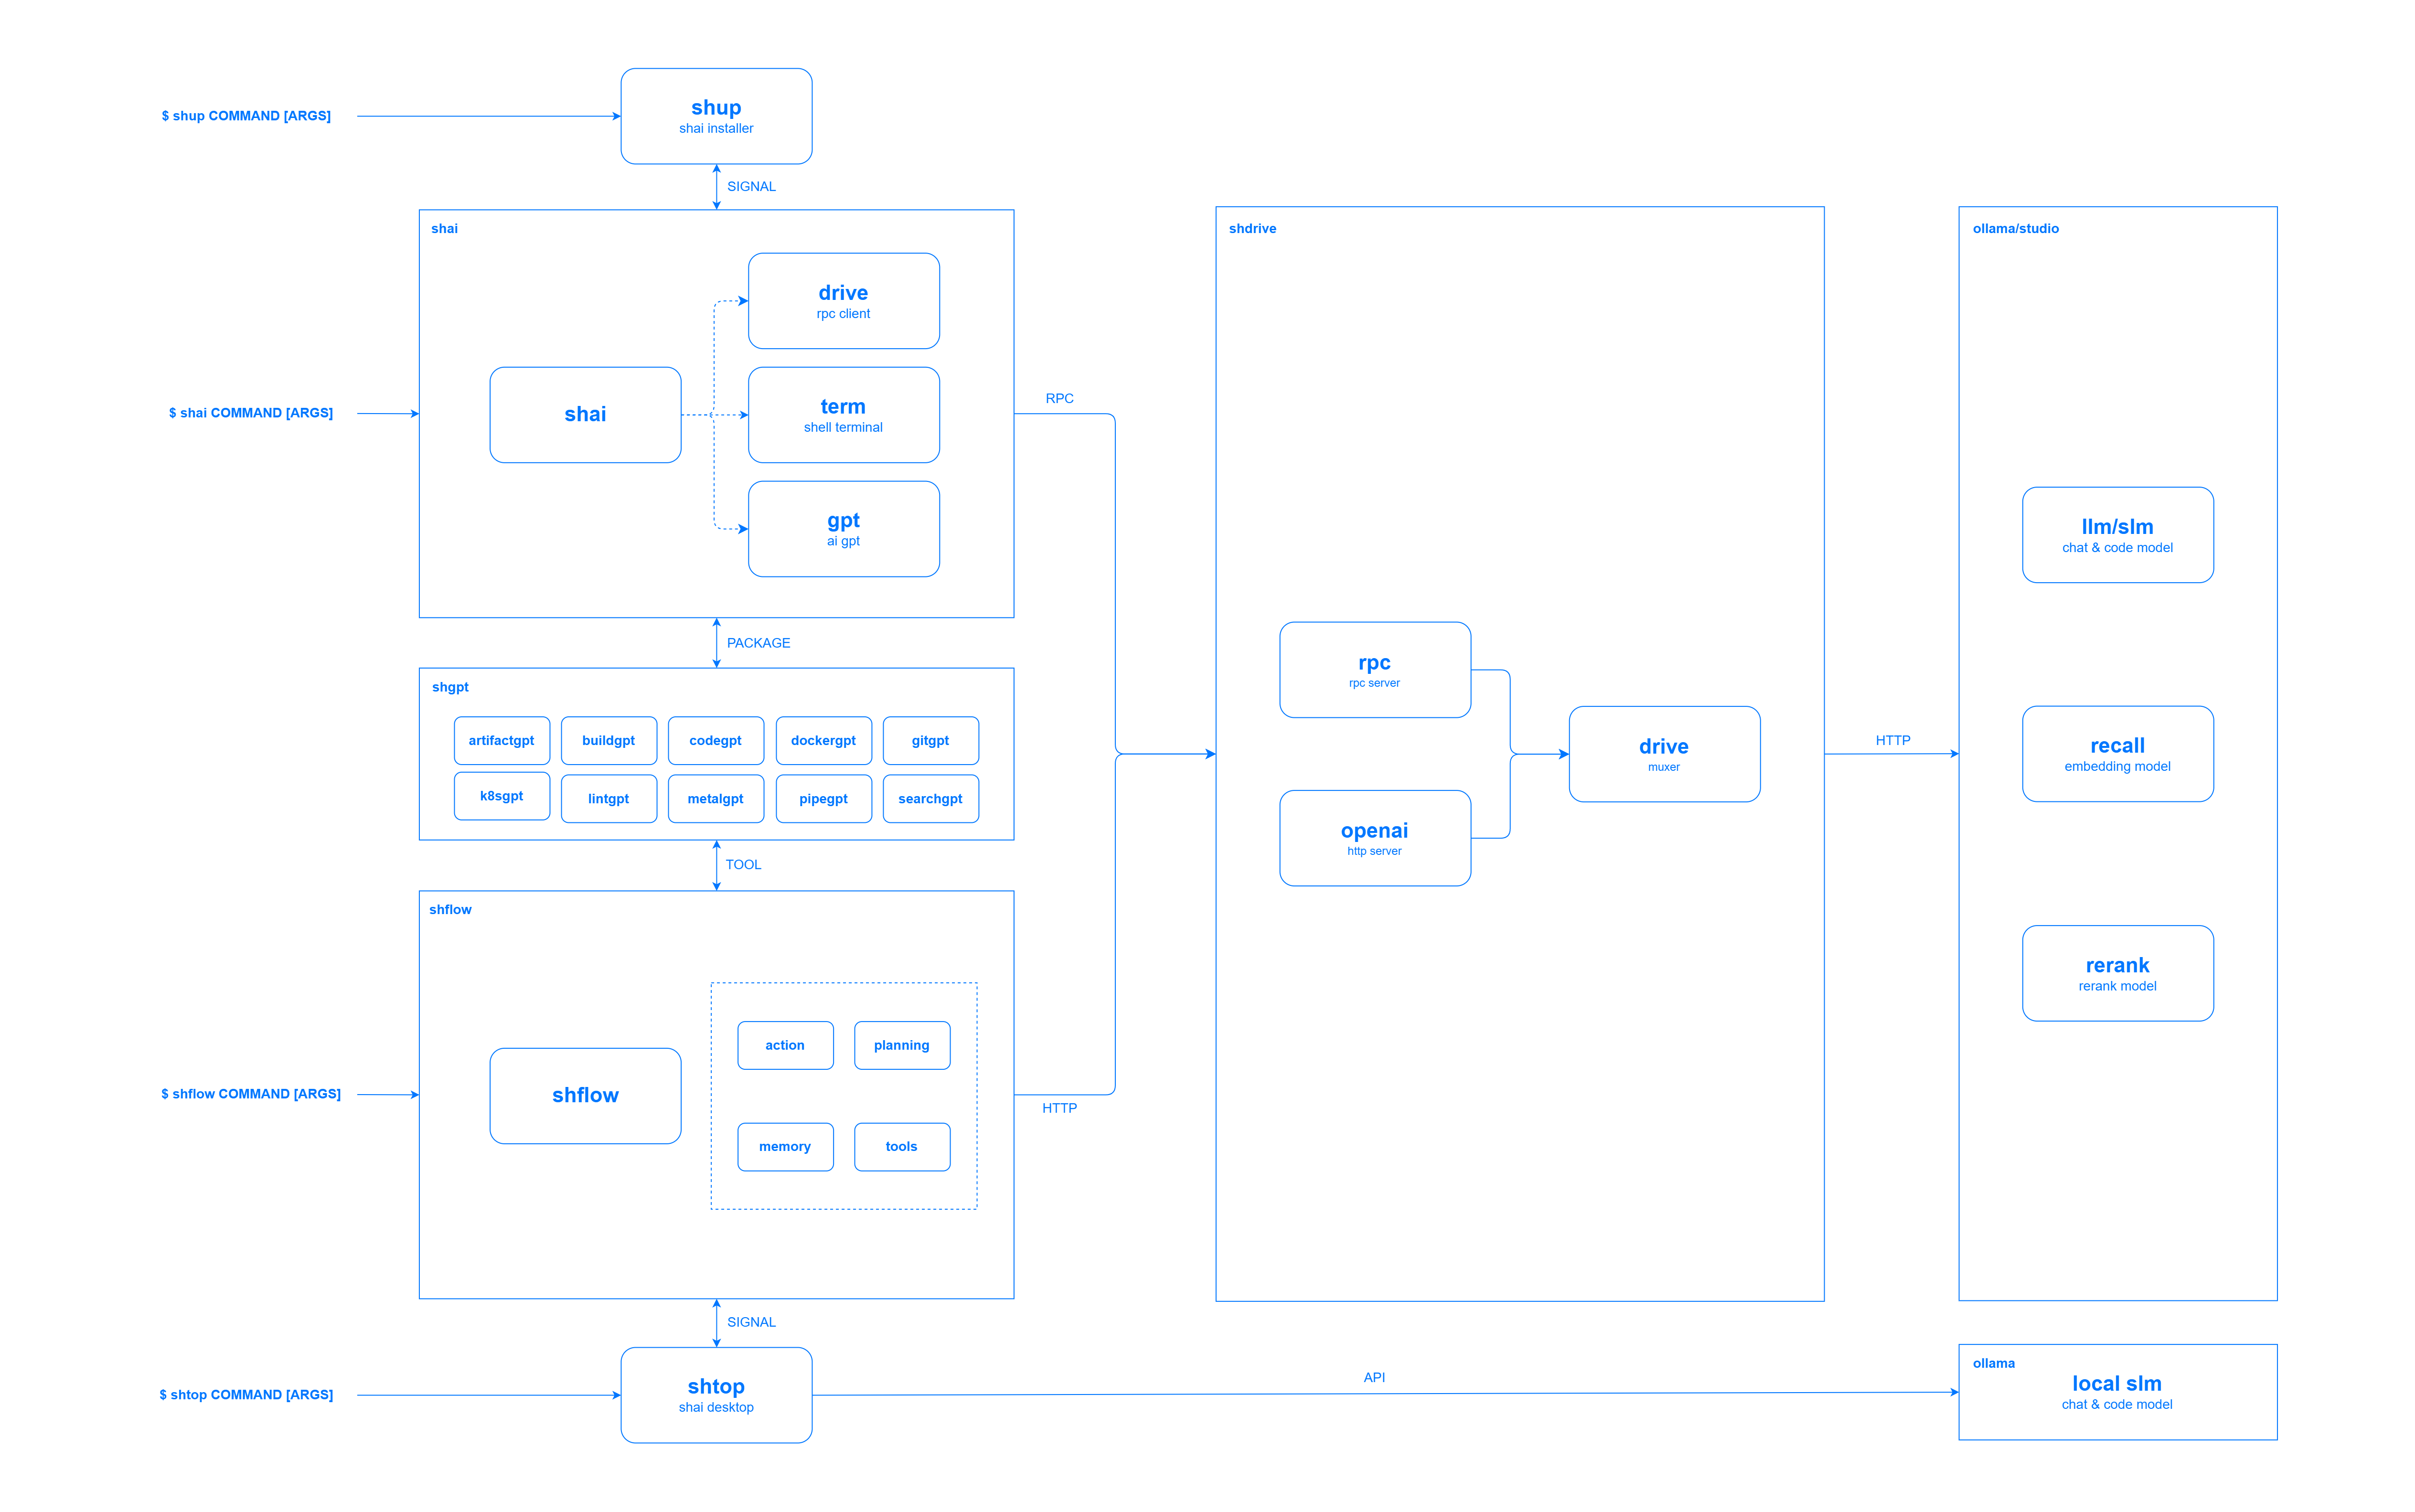 $ shup COMMAND [ARGS]
shup
shai installer
SIGNAL
shai
$ shai COMMAND [ARGS]
shai
drive
rpc client
term
shell terminal
gpt
ai gpt
RPC
PACKAGE
shgpt
artifactgpt
buildgpt
codegpt
dockergpt
gitgpt
k8sgpt
lintgpt
metalgpt
pipegpt
searchgpt
TOOL
shflow
$ shflow COMMAND [ARGS]
shflow
action
planning
memory
tools
HTTP
SIGNAL
$ shtop COMMAND [ARGS]
shtop
shai desktop
API
shdrive
rpc
rpc server
openai
http server
drive
muxer
HTTP
ollama/studio
llm/slm
chat & code model
recall
embedding model
rerank
rerank model
ollama
local slm
chat & code model